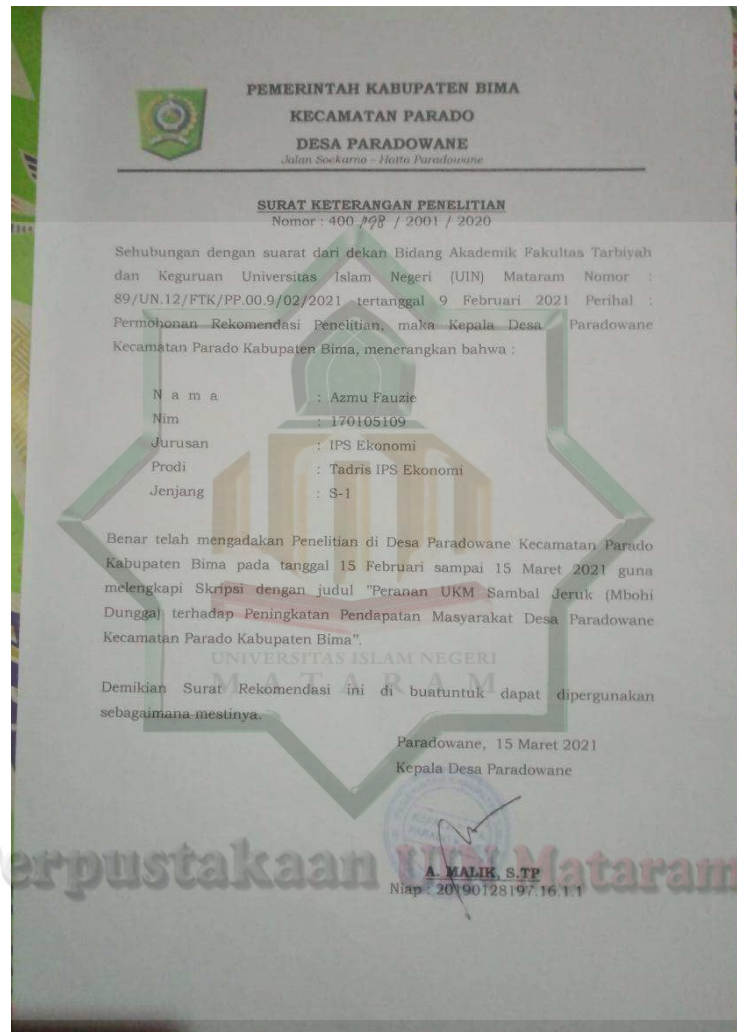 PEMERINTAH KABUPATEN BIMA
KECAMATAN PARADO
DESA PARADOWANE
Jalan Soekarno - Hatta Paradowane
SURAT KETERANGAN PENELITIAN
Nomor : 400 /198 / 2001 / 2020
Sehubungan dengan suarat dari dekan Bidang Akademik Fakultas Tarbiyah
dan Keguruan Universitas Islam Negeri (UIN) Mataram Nomor :
89/UN.12/FTK/PP.00.9/02/2021 tertanggal 9 Februari 2021 Perihal :
Permohonan Rekomendasi Penelitian, maka Kepala Desa Paradowane
Kecamatan Parado Kabupaten Bima, menerangkan bahwa :
N a m a : Azmu Fauzie
Nim : 170105109
Jurusan : IPS Ekonomi
Prodi : Tadris IPS Ekonomi
Jenjang : S-1
Benar telah mengadakan Penelitian di Desa Paradowane Kecamatan Parado
Kabupaten Bima pada tanggal 15 Februari sampai 15 Maret 2021 guna
melengkapi Skripsi dengan judul "Peranan UKM Sambal Jeruk (Mbohi
Dungga) terhadap Peningkatan Pendapatan Masyarakat Desa Paradowane
Kecamatan Parado Kabupaten Bima".
UNIVERSITAS ISLAM NEGERI
M A T A R A M
Demikian Surat Rekomendasi ini di buatuntuk dapat dipergunakan
sebagaimana mestinya.
Paradowane, 15 Maret 2021
Kepala Desa Paradowane
A. MALIK, S.TP
Niap : 20190128197.16.1.1
Perpustakaan UIN Mataram